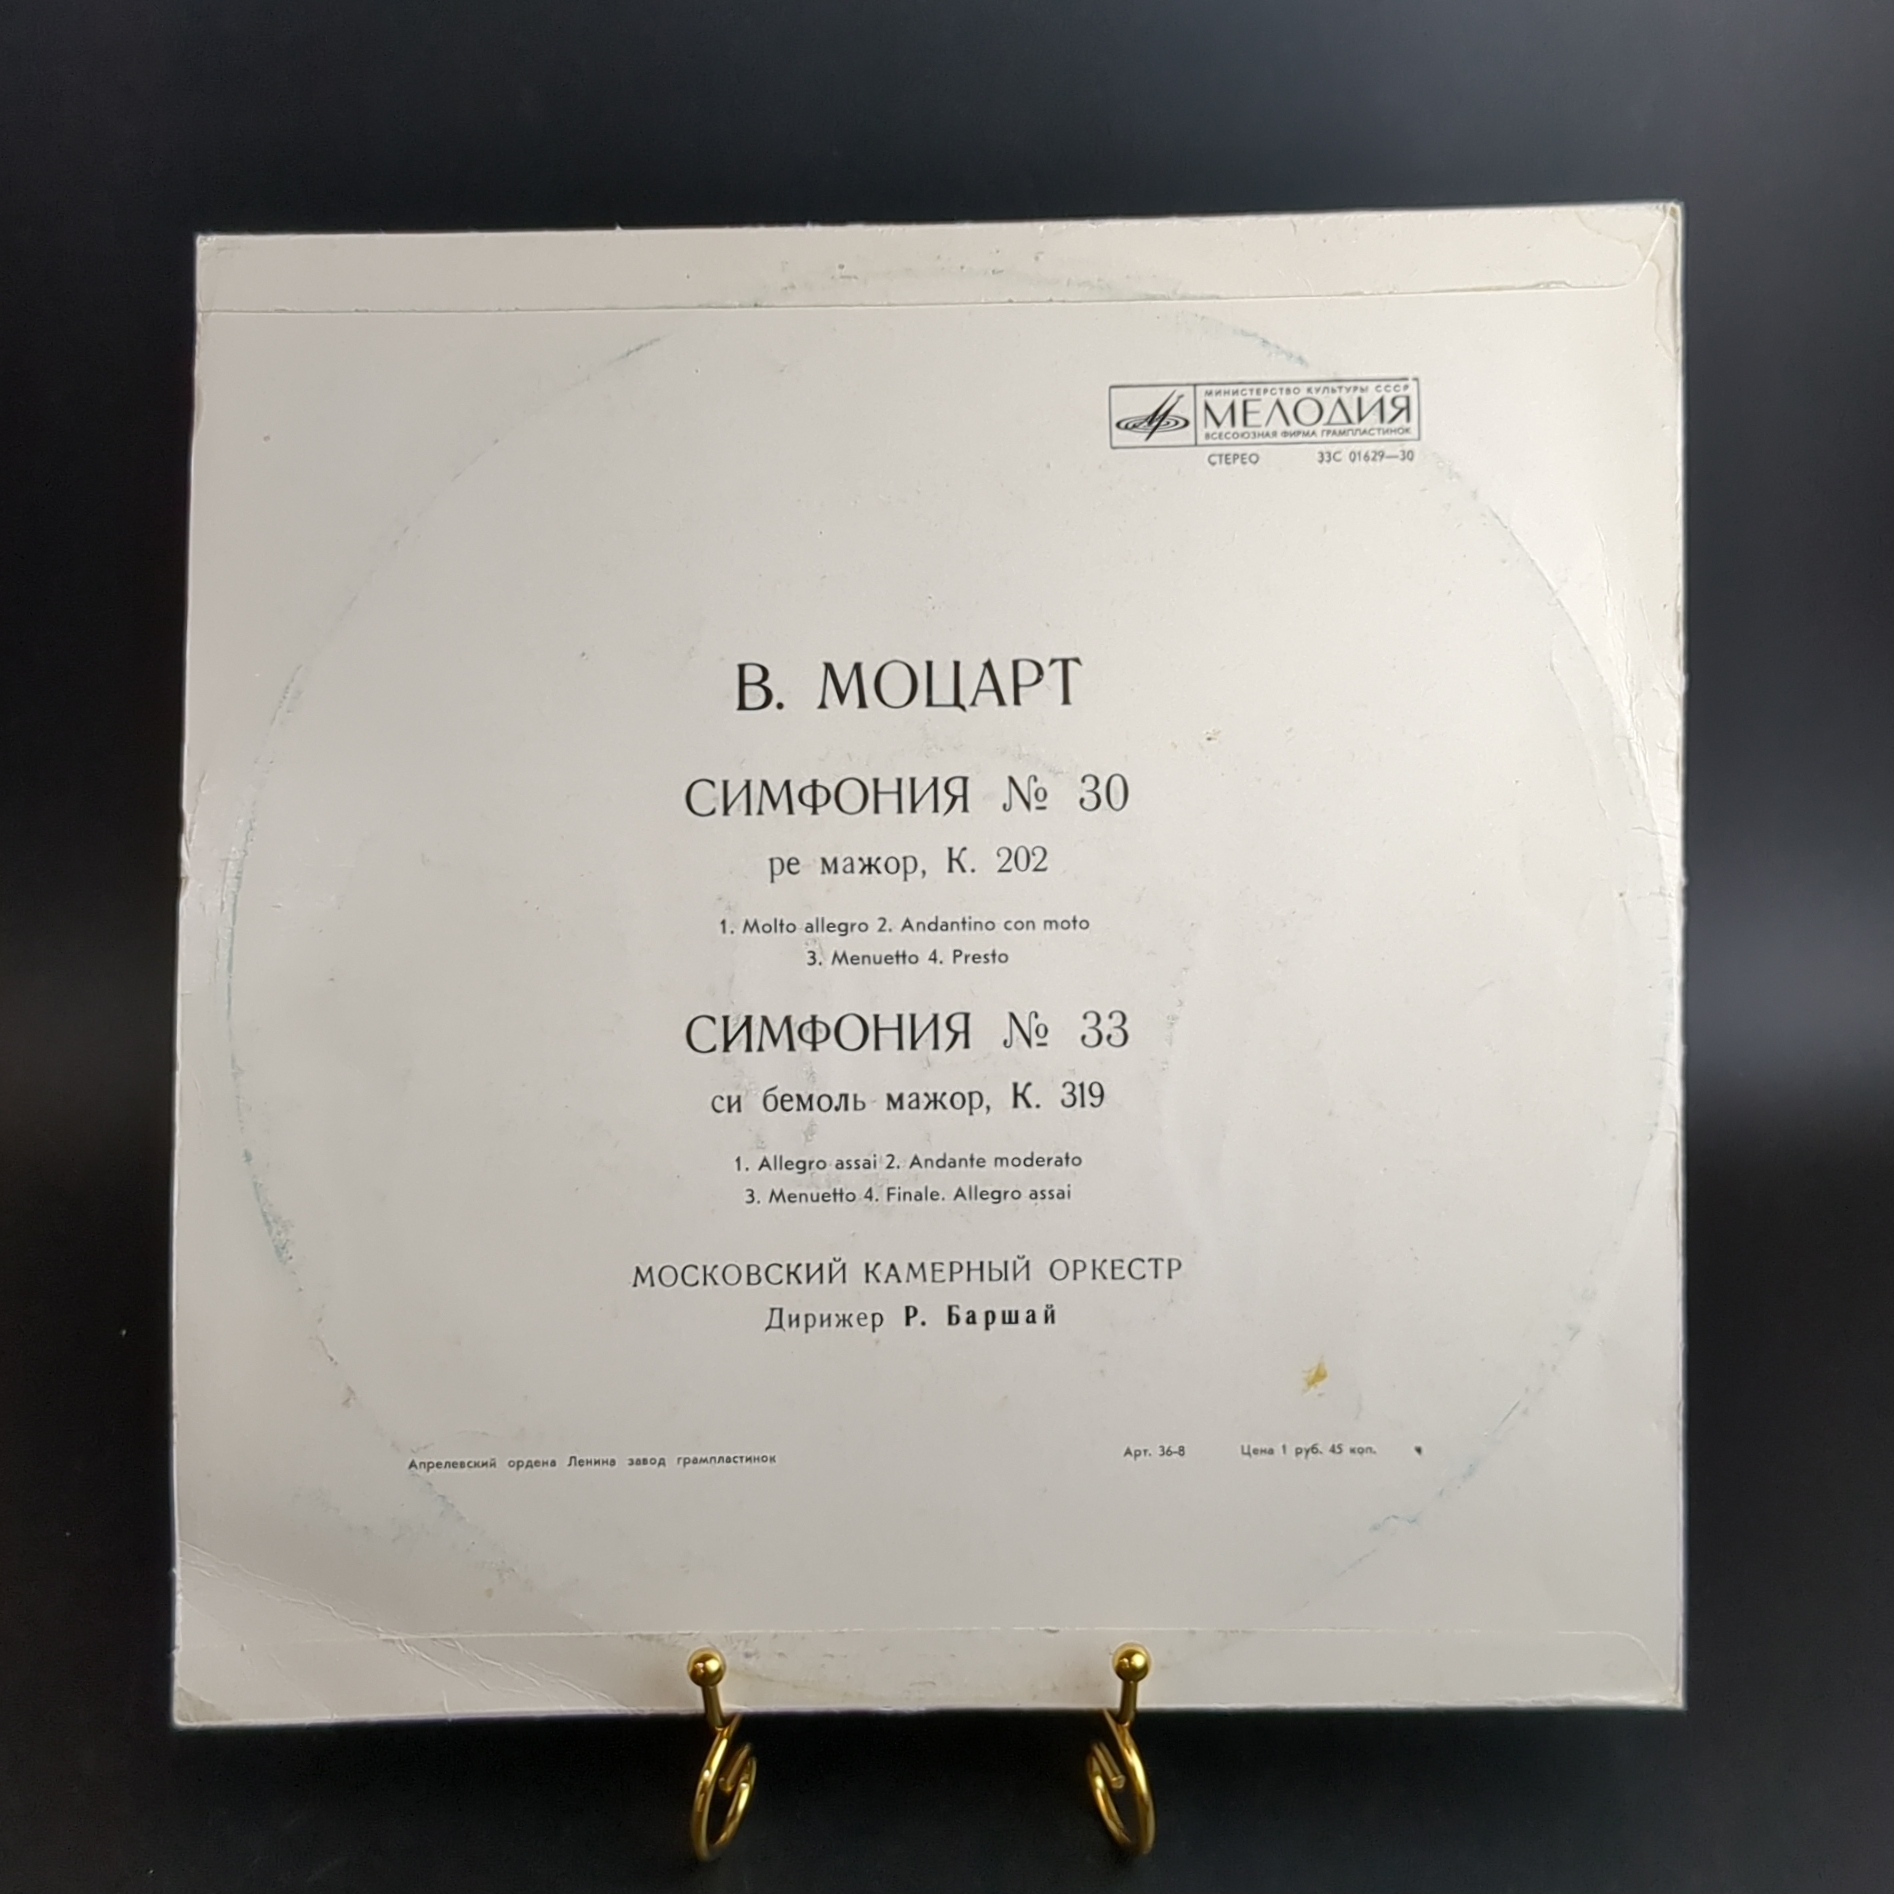 МИНИСТЕРСТВО КУЛЬТУРЫ СССР
МЕЛОДИЯ
ВСЕСОЮЗНАЯ ФИРМА ГРАМПЛАСТИНОК
СТЕРЕО 33С 01629—30
В. МОЦАРТ
СИМФОНИЯ № 30
ре мажор, К. 202
1. Molto allegro 2. Andantino con moto
3. Menuetto 4. Presto
СИМФОНИЯ № 33
си бемоль мажор, К. 319
1. Allegro assai 2. Andante moderato
3. Menuetto 4. Finale. Allegro assai
МОСКОВСКИЙ КАМЕРНЫЙ ОРКЕСТР
Дирижер Р. Баршай
Апрелевский ордена Ленина завод грампластинок
Арт. 36-8 Цена 1 руб. 45 коп.